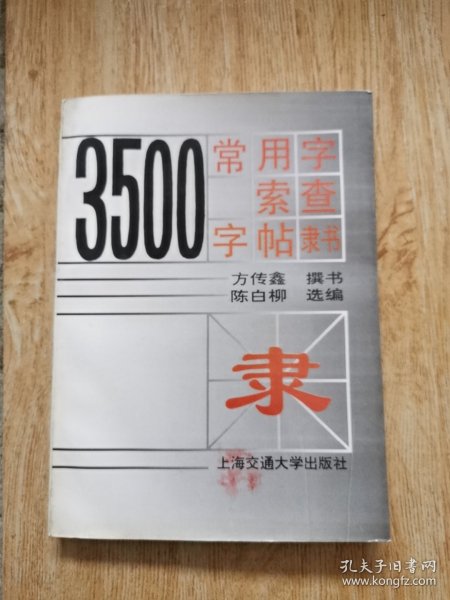 3500
常用字
索查
字帖隶书
方传鑫 撰书
陈白柳 选编
隶
上海交通大学出版社
孔夫子旧书网
www.kongfz.com